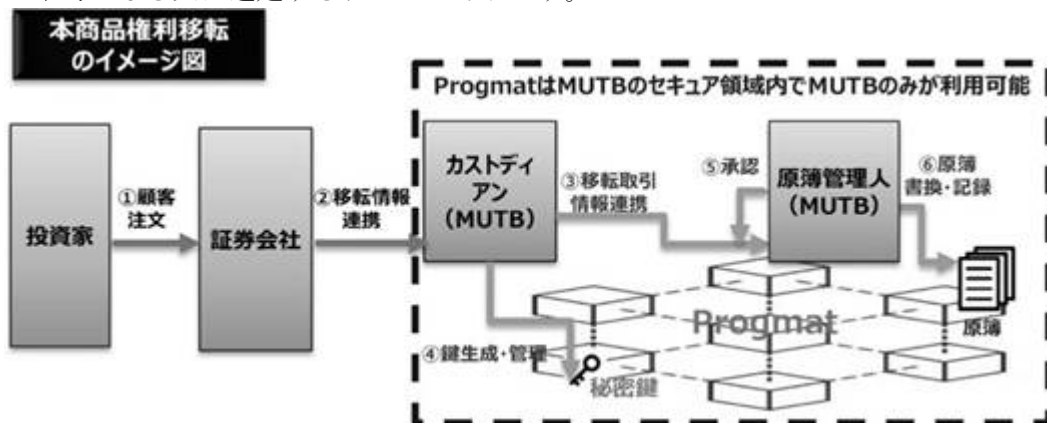 本商品権利移転
のイメージ図
ProgmatはMUTBのセキュア領域内でMUTBのみが利用可能
投資家
①顧客
注文
証券会社
②移転情報
連携
カストディ
アン
(MUTB)
③移転取引
情報連携
⑤承認
原簿管理人
(MUTB)
⑥原簿
書換・記録
原簿
Progmat
④鍵生成・管理
秘密鍵